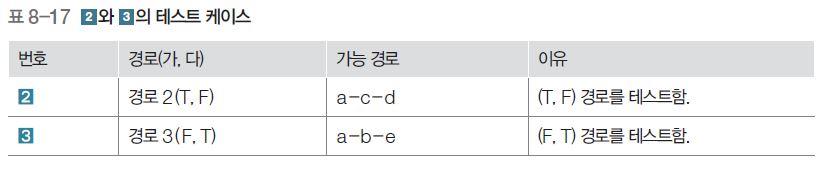 표 8-17 2와 3의 테스트 케이스
번호 경로(가, 다) 가능 경로 이유
2 경로 2(T, F) a-c-d (T, F) 경로를 테스트함.
3 경로 3(F, T) a-b-e (F, T) 경로를 테스트함.